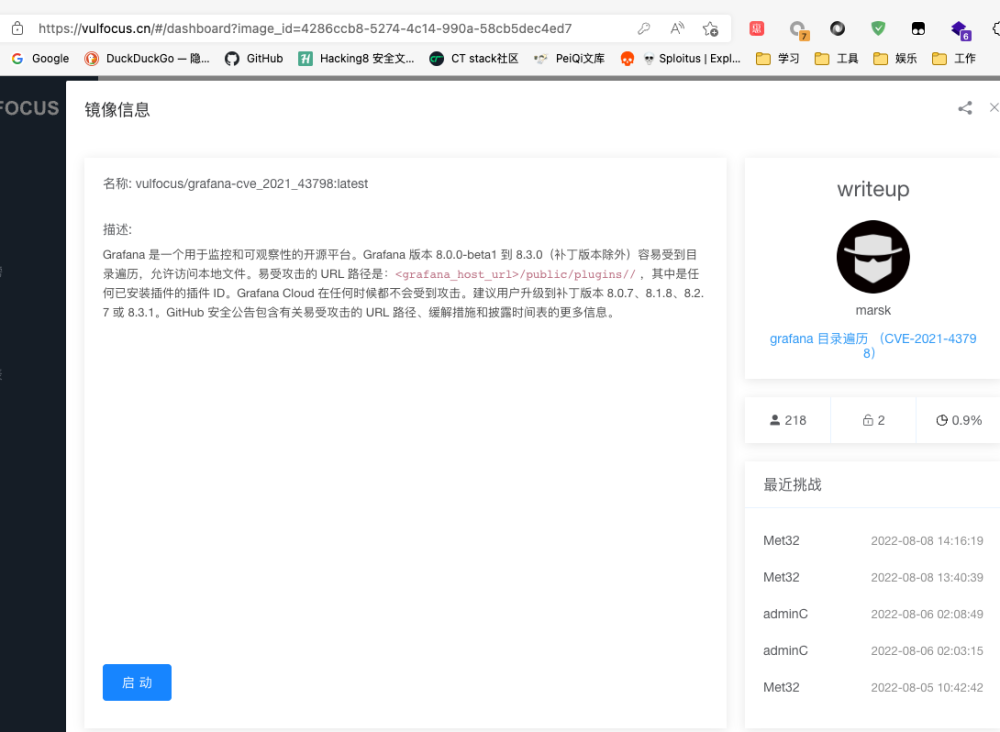 https://vulfocus.cn/#/dashboard?image_id=4286ccb8-5274-4c14-990a-58cb5dec4ed7
7
6
Google
DuckDuckGo — 隐...
GitHub
Hacking8 安全文...
CT stack社区
PeiQi文库
Sploitus | Expl...
学习
工具
娱乐
工作
FOCUS
镜像信息
名称: vulfocus/grafana-cve_2021_43798:latest
描述:
Grafana 是一个用于监控和可观察性的开源平台。Grafana 版本 8.0.0-beta1 到 8.3.0（补丁版本除外）容易受到目
录遍历，允许访问本地文件。易受攻击的 URL 路径是：<grafana_host_url>/public/plugins//，其中是任
何已安装插件的插件 ID。Grafana Cloud 在任何时候都不会受到攻击。建议用户升级到补丁版本 8.0.7、8.1.8、8.2.
7 或 8.3.1。GitHub 安全公告包含有关易受攻击的 URL 路径、缓解措施和披露时间表的更多信息。
启 动
writeup
marsk
grafana 目录遍历 （CVE-2021-4379
8）
218
2
0.9%
最近挑战
Met32 2022-08-08 14:16:19
Met32 2022-08-08 13:40:39
adminC 2022-08-06 02:08:49
adminC 2022-08-06 02:03:15
Met32 2022-08-05 10:42:42